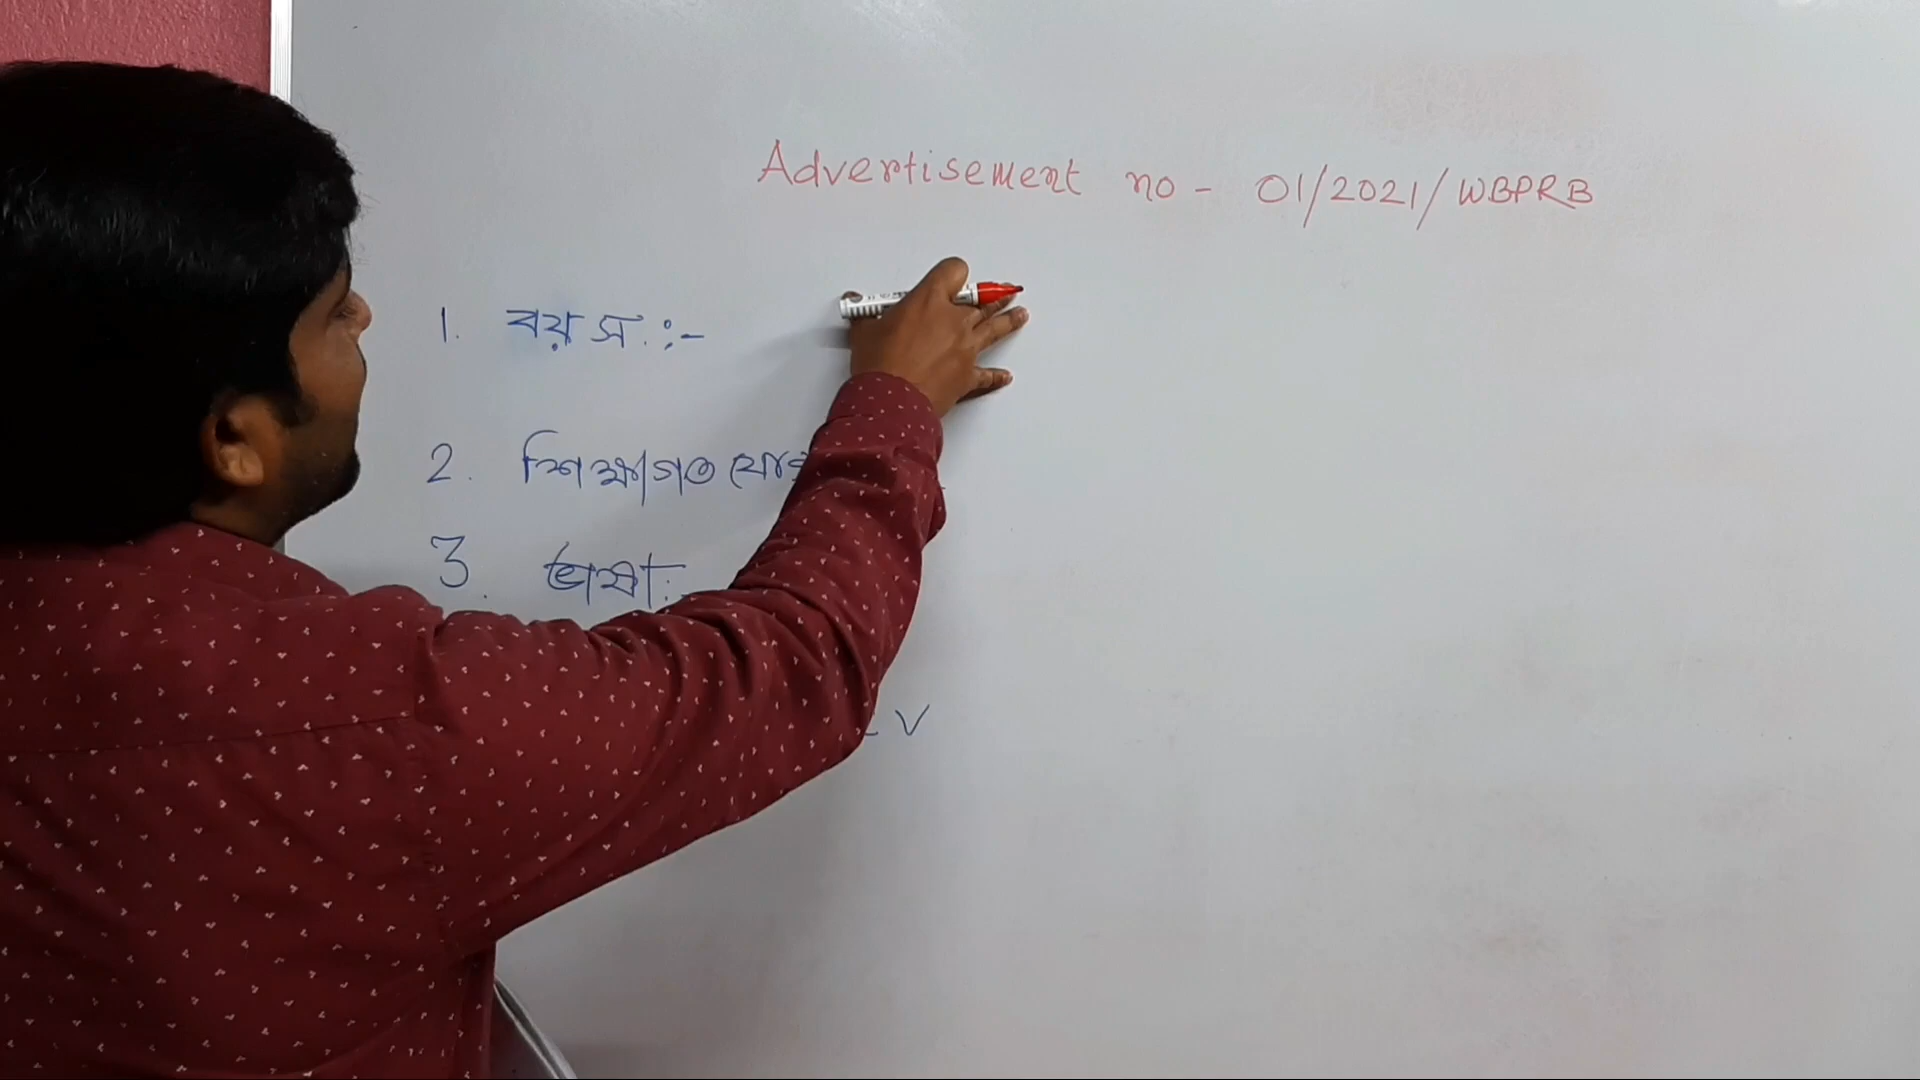 Advertisement no - 01/2021/WBPRB
1. বয়স :-
2. শিক্ষাগত
3. ভাষা :-
V